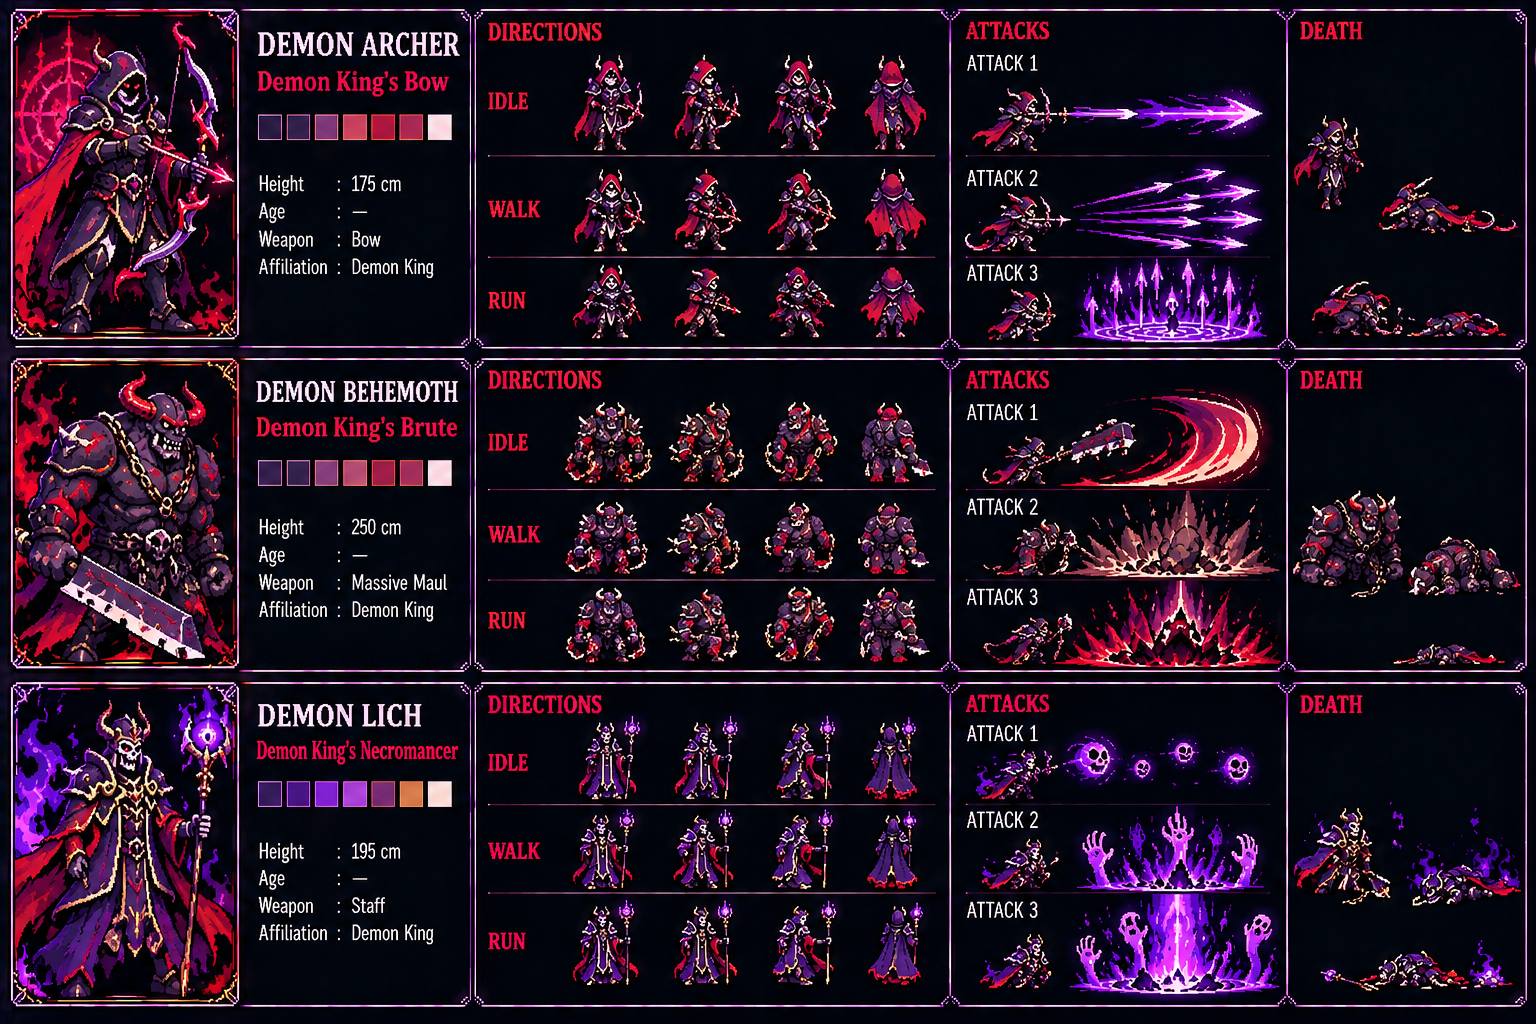 DEMON ARCHER
Demon King's Bow
Height : 175 cm
Age : —
Weapon : Bow
Affiliation : Demon King
DIRECTIONS
IDLE
WALK
RUN
ATTACKS
ATTACK 1
ATTACK 2
ATTACK 3
DEATH
DEMON BEHEMOTH
Demon King's Brute
Height : 250 cm
Age : —
Weapon : Massive Maul
Affiliation : Demon King
DIRECTIONS
IDLE
WALK
RUN
ATTACKS
ATTACK 1
ATTACK 2
ATTACK 3
DEATH
DEMON LICH
Demon King's Necromancer
Height : 195 cm
Age : —
Weapon : Staff
Affiliation : Demon King
DIRECTIONS
IDLE
WALK
RUN
ATTACKS
ATTACK 1
ATTACK 2
ATTACK 3
DEATH